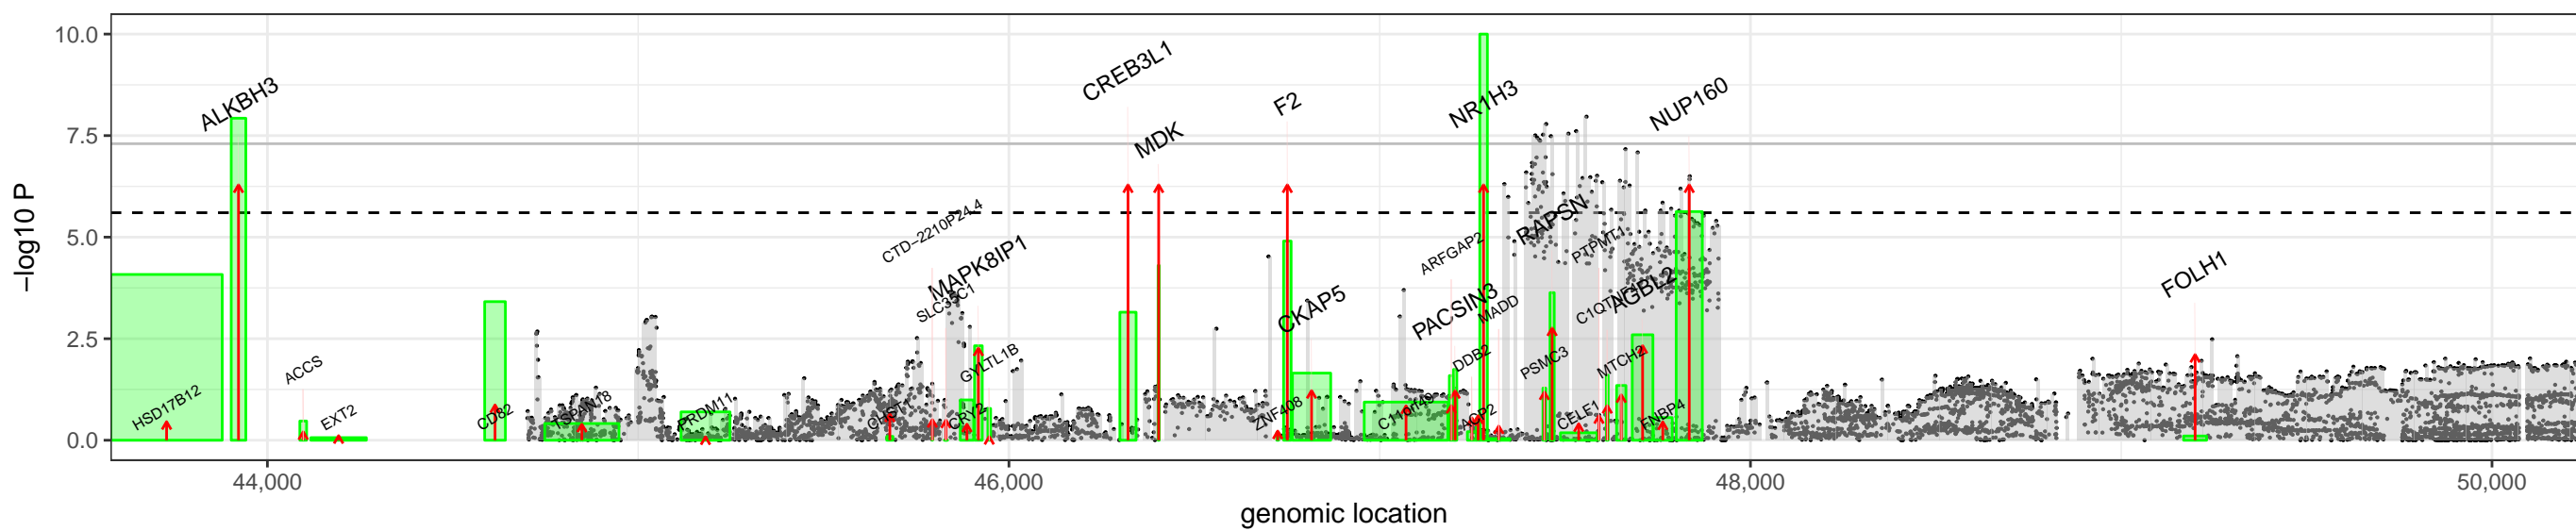 10.0
7.5
5.0
2.5
0.0
−log10 P
HSD17B12
ALKBH3
ACCS
EXT2
CD82
TSPAN18
PRDM11
CHST1
CTD−2210P24.4
SLC35C1
CRY2
MAPK8IP1
GYLTL1B
CREB3L1
MDK
ZNF408
F2
CKAP5
C11orf49
ARFGAP2
PACSIN3
DDB2
ACP2
NR1H3
MADD
PSMC3
RAPSN
CELF1
PTPMT1
MTCH2
AGBL2
FNBP4
NUP160
FOLH1
44,000
46,000
48,000
50,000
genomic location